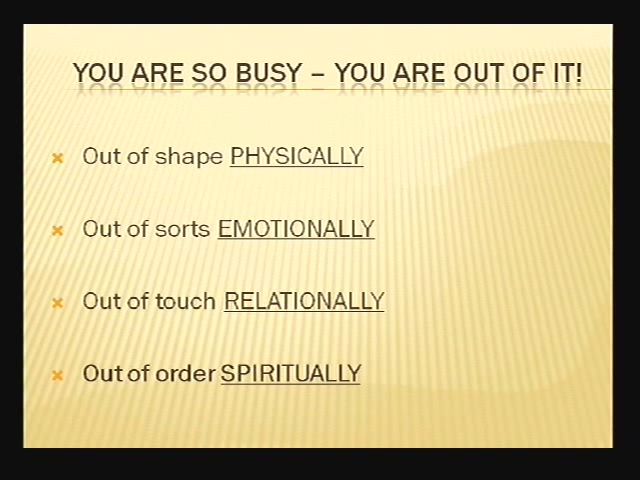 YOU ARE SO BUSY – YOU ARE OUT OF IT!
Out of shape PHYSICALLY
Out of sorts EMOTIONALLY
Out of touch RELATIONALLY
Out of order SPIRITUALLY